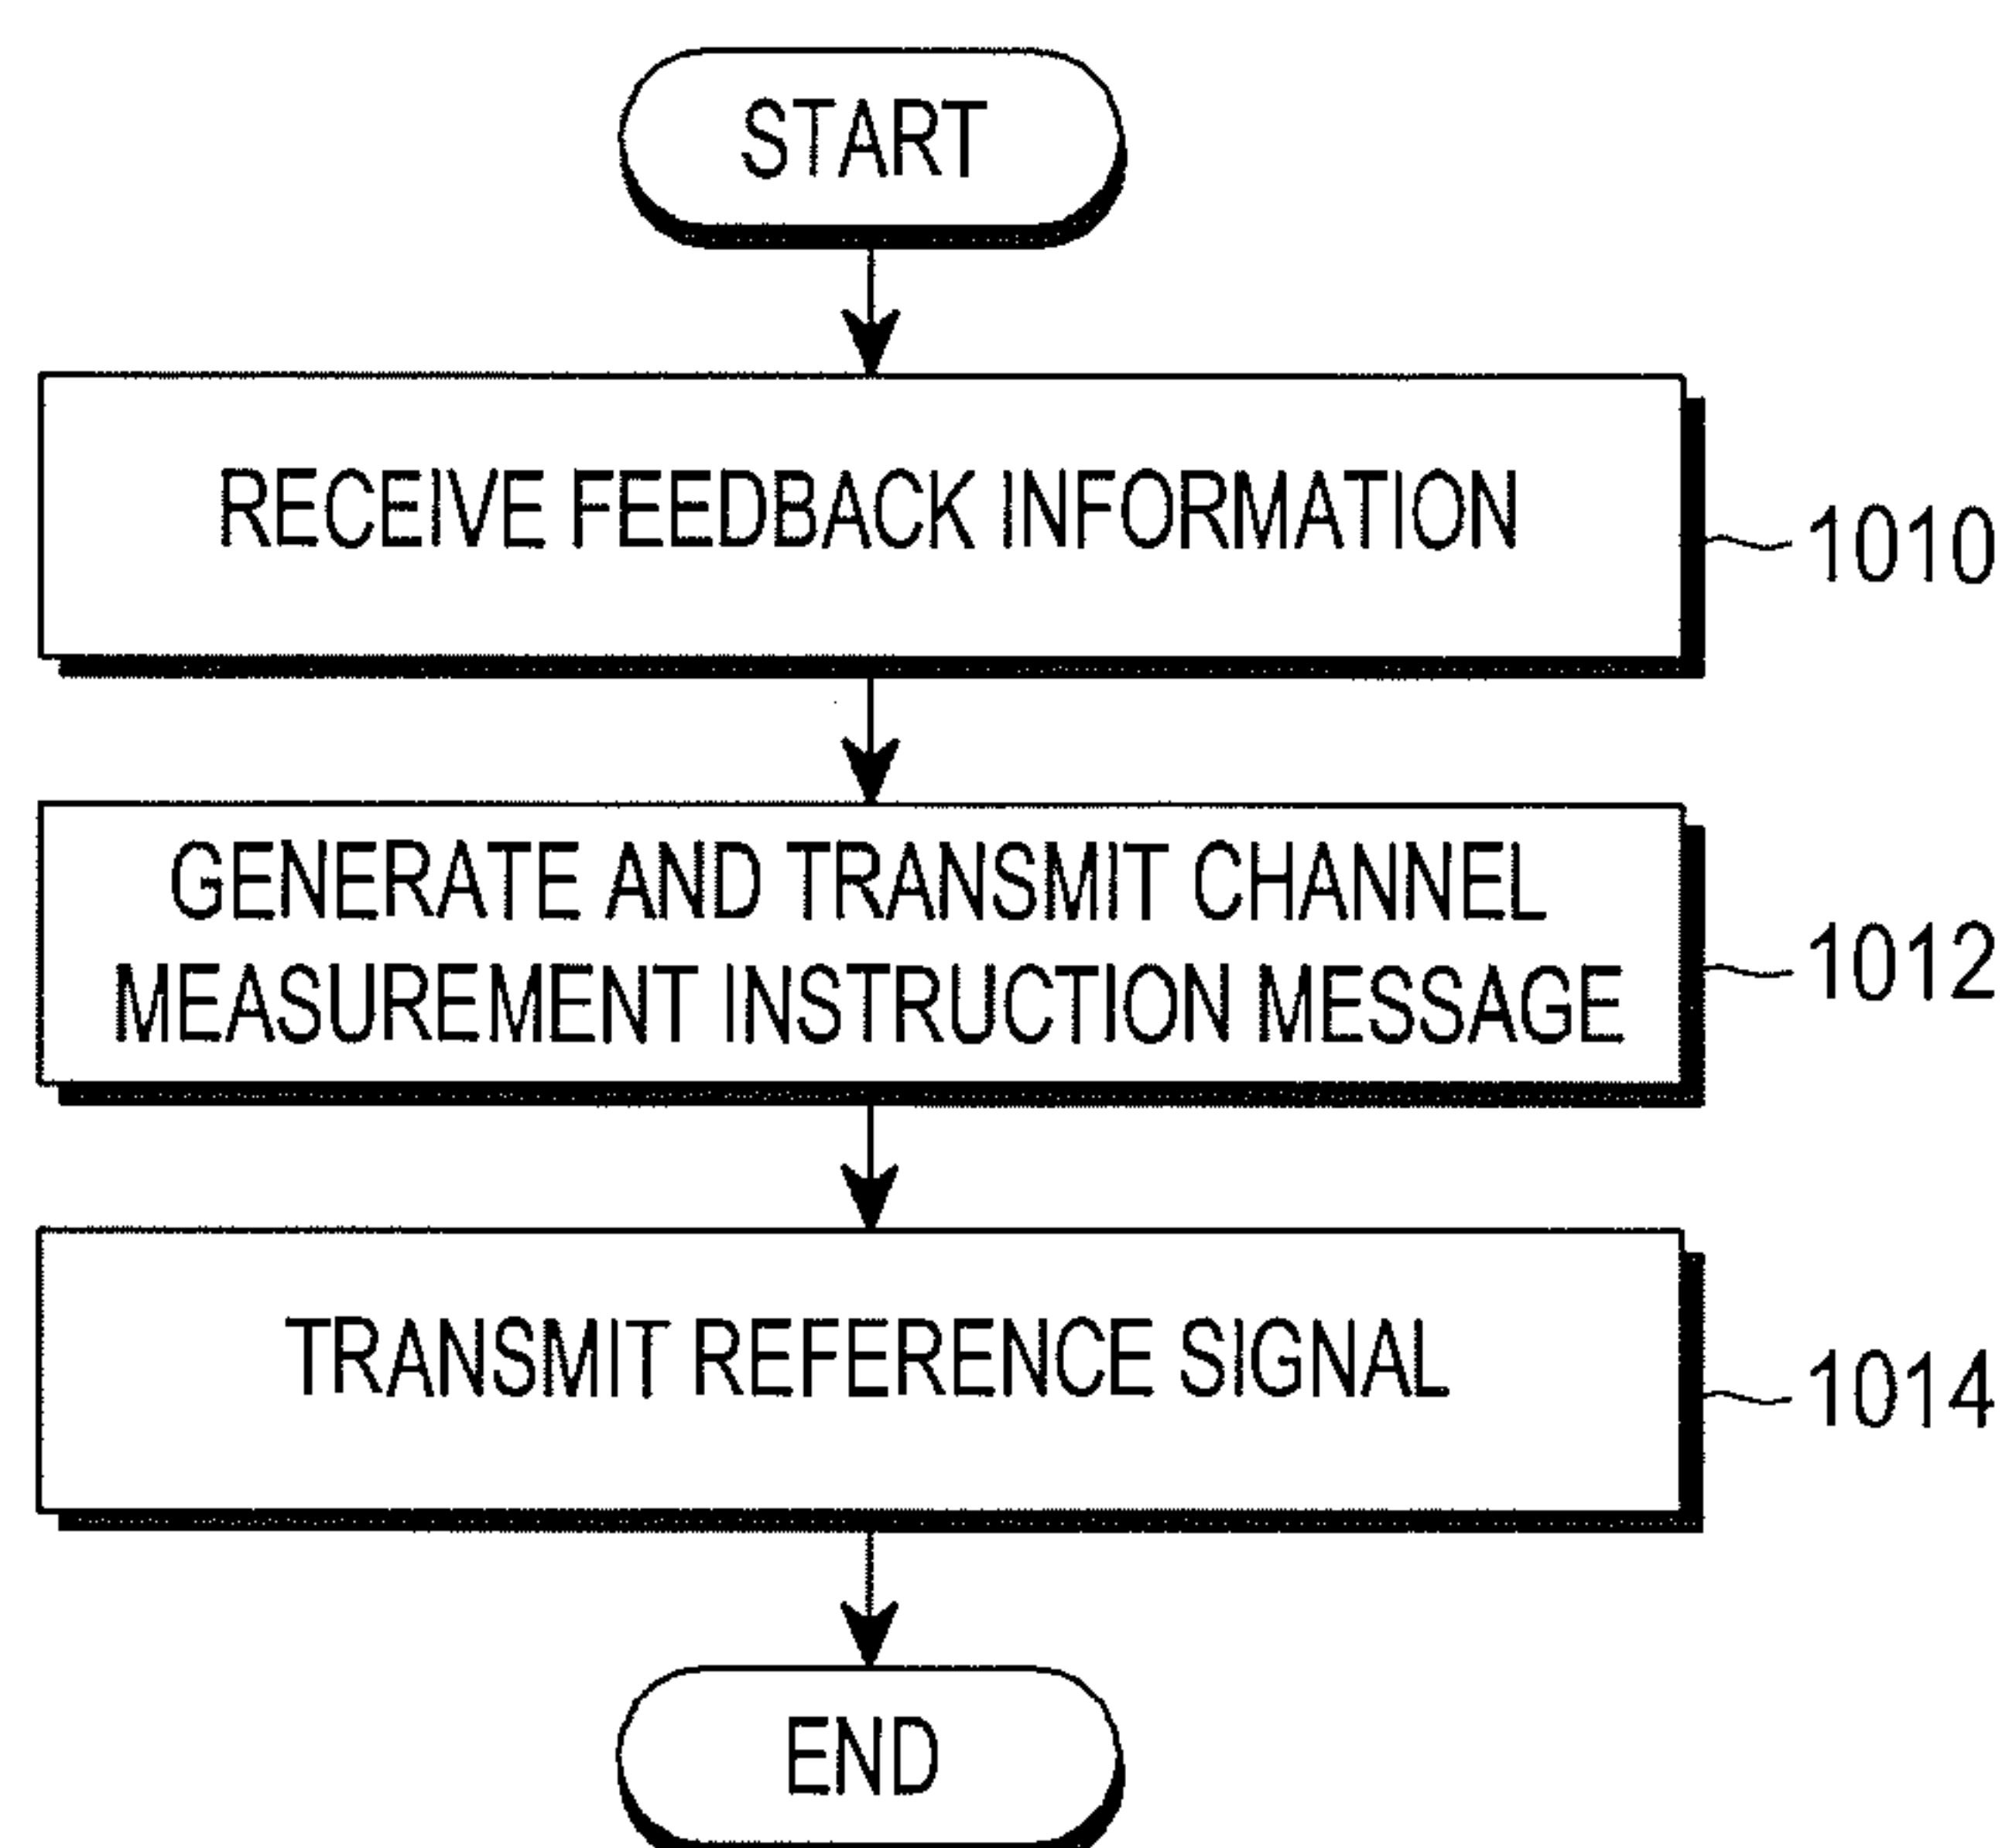 START
RECEIVE FEEDBACK INFORMATION
1010
GENERATE AND TRANSMIT CHANNEL
MEASUREMENT INSTRUCTION MESSAGE
1012
TRANSMIT REFERENCE SIGNAL
1014
END